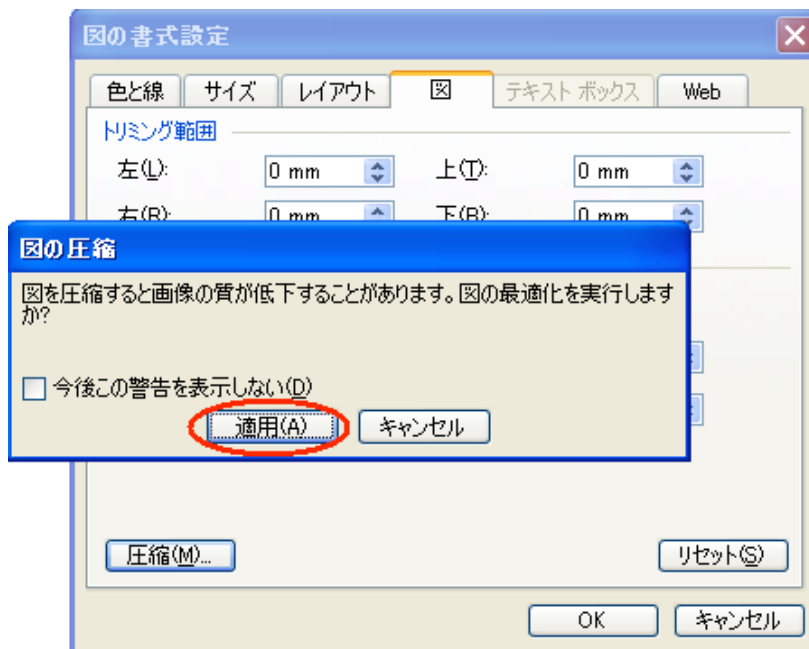 図の書式設定
色と線 サイズ レイアウト 図 テキスト ボックス Web
トリミング範囲
左(L): 0 mm 上(T): 0 mm
右(R): 0 mm 下(B): 0 mm
図の圧縮
図を圧縮すると画像の質が低下することがあります。図の最適化を実行します
か?
今後この警告を表示しない(D)
適用(A) キャンセル
圧縮(M)... リセット(S)
OK キャンセル